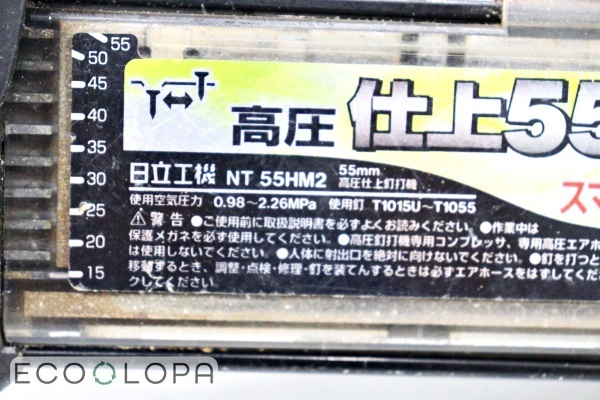 55
50
45
40
35
30
25
20
15
高圧 仕上55
スマ
日立工機 NT 55HM2 55mm
高圧仕上釘打機
使用空気圧力 0.98～2.26MPa 使用釘 T1015U～T1055
⚠警告 ●ご使用前に取扱説明書を必ずよくお読みください。●作業中は
保護メガネを必ず使用してください。●高圧釘打機専用コンプレッサ、専用高圧エアホ
は使用しないでください。●人体に射出口を絶対に向けないでください。●釘を打つと
移動するとき、調整・点検・修理・釘を装てんするときは必ずエアホースをはずしてくだ
クしてください。
ECOOLOPA